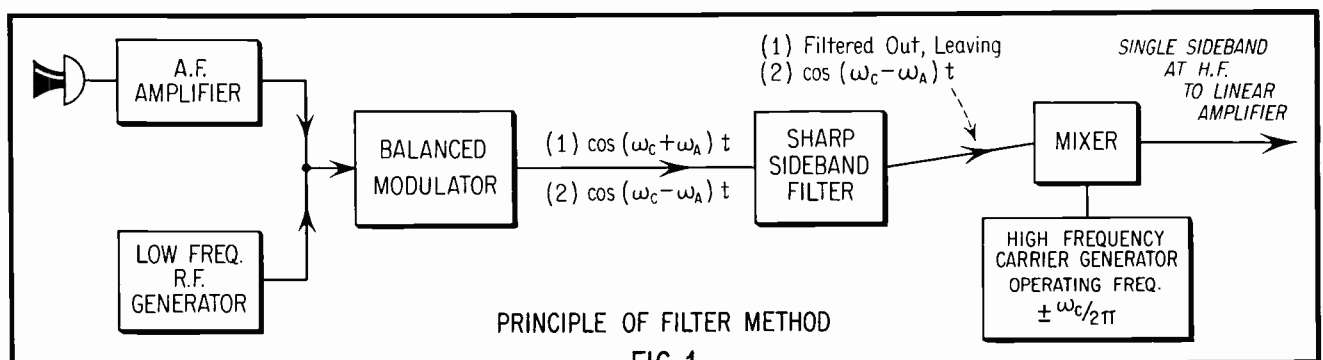 A.F.
AMPLIFIER
LOW FREQ.
R.F.
GENERATOR
BALANCED
MODULATOR
(1) cos (ωC+ωA) t
(2) cos (ωC−ωA) t
SHARP
SIDEBAND
FILTER
(1) Filtered Out, Leaving
(2) cos (ωC−ωA) t
MIXER
HIGH FREQUENCY
CARRIER GENERATOR
OPERATING FREQ.
± ωC/2π
SINGLE SIDEBAND
AT H.F.
TO LINEAR
AMPLIFIER
PRINCIPLE OF FILTER METHOD
FIG. 1